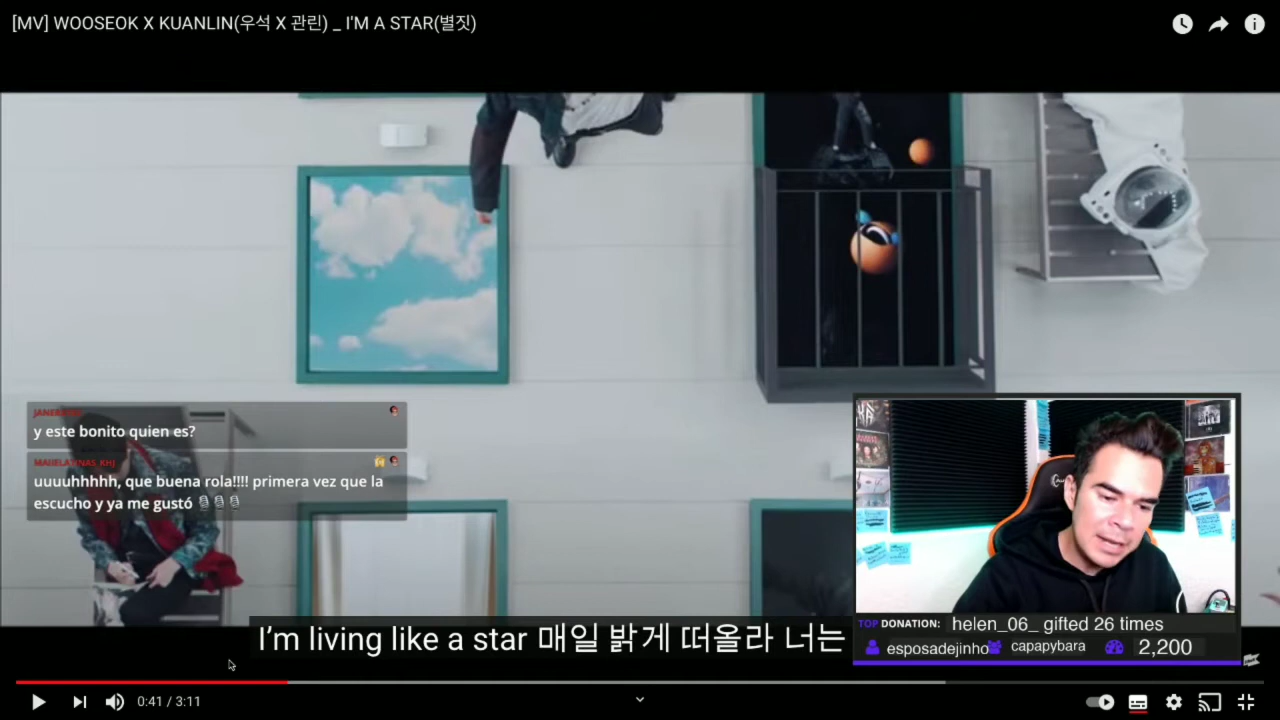 [MV] WOOSEOK X KUANLIN(우석 X 관린) _ I'M A STAR(별짓)
y este bonito quien es?
uuuuhhhhh, que buena rola!!!! primera vez que la
escucho y ya me gustó
I'm living like a star 매일 밝게 떠올라 너는
TOP DONATION: helen_06_ gifted 26 times
esposadejinho capapybara 2,200
0:41 / 3:11